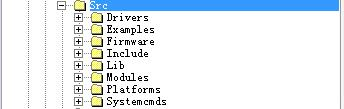 Src
Drivers
Examples
Firmware
Include
Lib
Modules
Platforms
Systemcmds